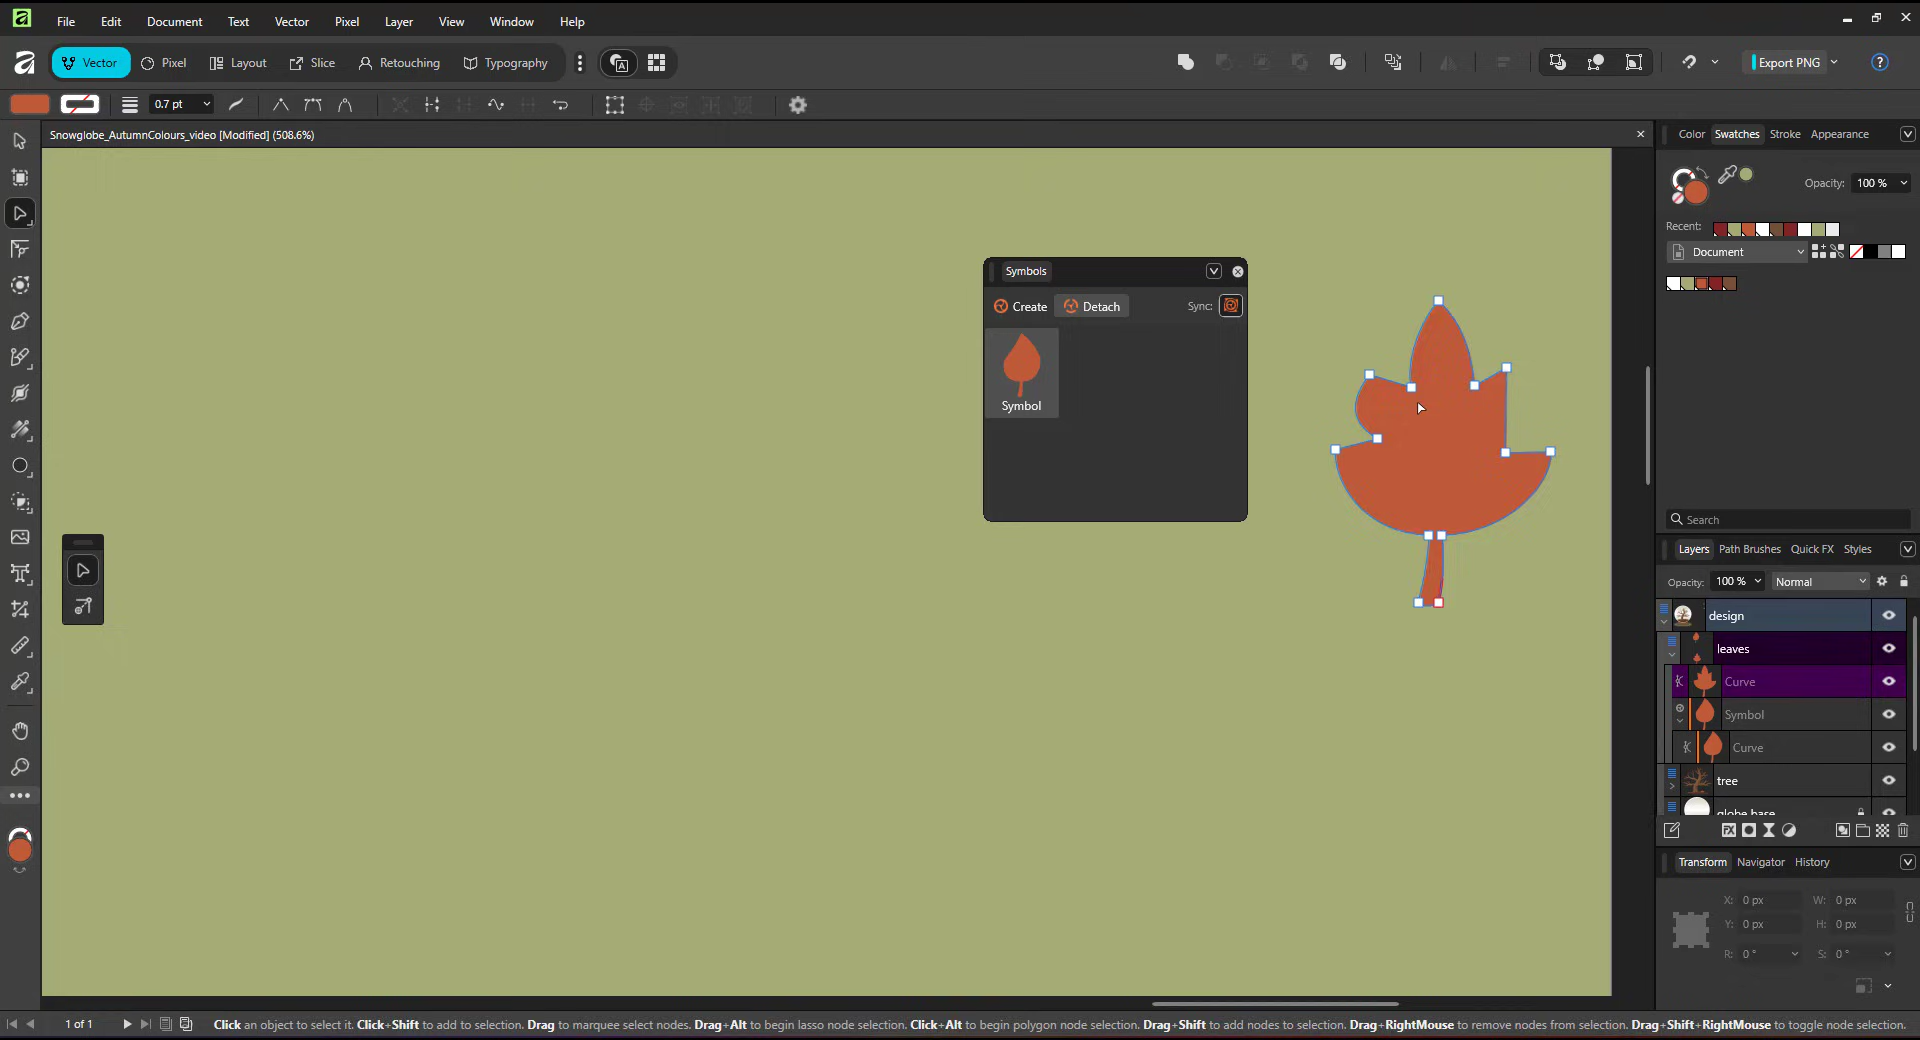 File Edit Document Text Vector Pixel Layer View Window Help
Vector Pixel Layout Slice Retouching Typography Export PNG
0.7 pt
Snowglobe_AutumnColours_video [Modified] (508.6%)
Color Swatches Stroke Appearance
Opacity: 100 %
Recent:
Document
Symbols
Create Detach Sync:
Symbol
Search
Layers Path Brushes Quick FX Styles
Opacity: 100 % Normal
design
leaves
Curve
Symbol
Curve
tree
globe base
Transform Navigator History
X: 0 px W: 0 px
Y: 0 px H: 0 px
R: 0 ° S: 0 °
1 of 1 Click an object to select it. Click+Shift to add to selection. Drag to marquee select nodes. Drag+Alt to begin lasso node selection. Click+Alt to begin polygon node selection. Drag+Shift to add nodes to selection. Drag+RightMouse to remove nodes from selection. Drag+Shift+RightMouse to toggle node selection.